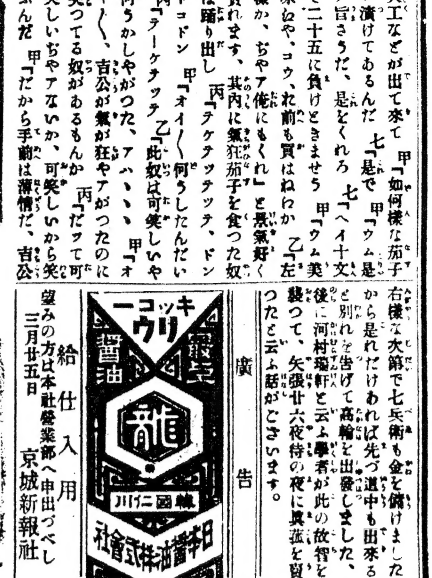 工などが出て來て 甲『如何樣な茄子
漬けてあるんだ 七『是で 甲『ウム是
旨さうだ、是をくれろ 七『ヘイ十文
で二十五に負けときませう 甲『ウム美
や、コウ、れ前も買はねわか 乙『左
樣か、ぢやア俺にもくれ』と景氣好く
賣れます、其内に氣狂茄子を食つた奴
は踊り出し 丙『テケテツテツテ、ドン
ドコドン 甲『オイ〱何うしたんだい
丙『テーケテツテ 乙『此奴は可笑しいや
何うかしやがつた、アハヽヽヽ 甲『オ
〱、吉公が氣が狂やアがつたのに
笑つてる奴があるもんか 丙『だつて可
笑しいぢやアないか、可笑しいから笑
ふんだ 甲『だから手前は薄情だ、吉公
右樣な次第で七兵衛も金を儲けました
から是れだけあれば先づ道中も出來る
と別れを告げて高輪を出發しました、
後に河村瑞軒と云ふ學者が此の故智を
襲つて、矢張廿六夜待の夜に眞菰を買
つたと云ふ話がございます。
廣告
キッコー
リウ
最上
醬油
龍
韓國仁川
日本醬油株式會社
給仕入用
望みの方は本社營業部へ申出づべし
三月廿五日 京城新報社